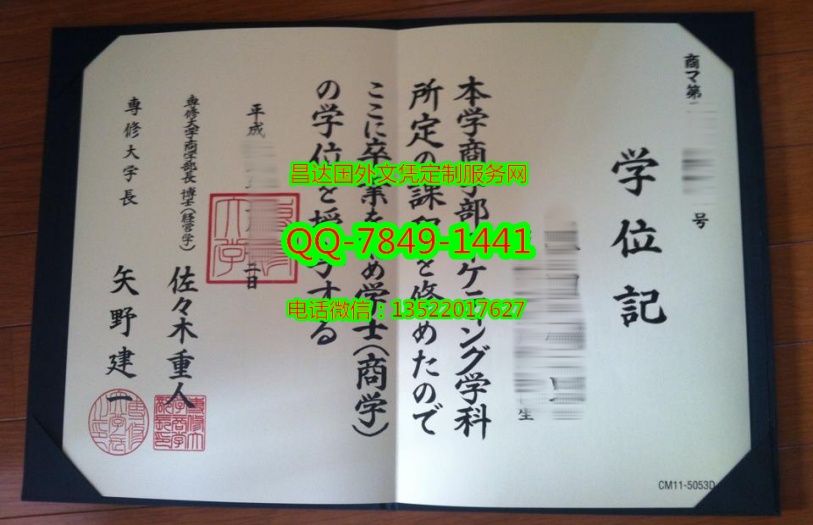 商マ第
号
学位記
生
本学商学部マーケティング学科
所定の課程を修めたので
ここに卒業を認め学士(商学)
の学位を授与する
平成
日
専修大学商学部長 博士(経営学)
佐々木重人
専修大学長
矢野建一
昌达国外文凭定制服务网
QQ-7849-1441
电话微信:13522017627
CM11-5053D